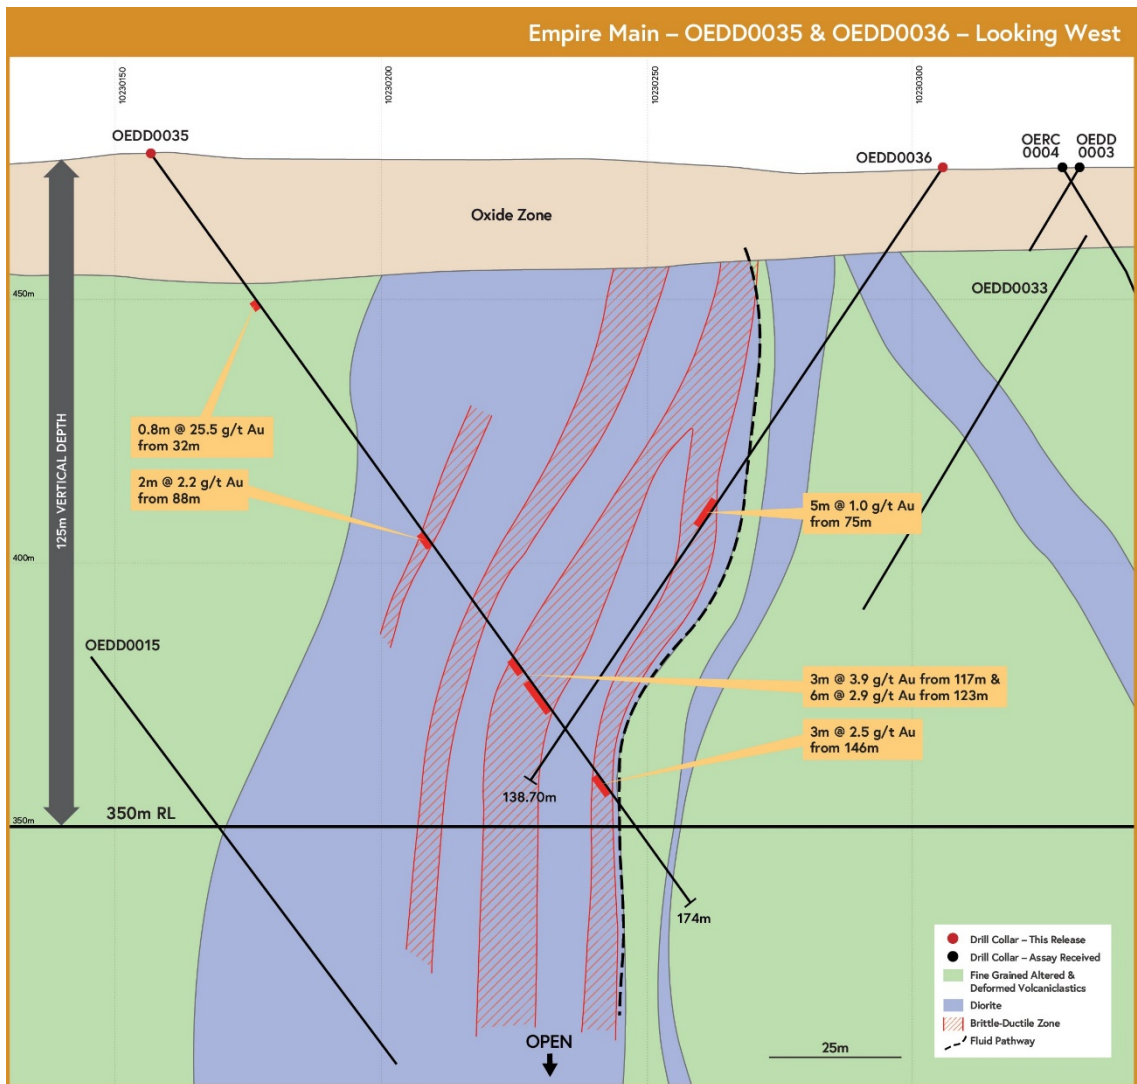 Empire Main – OEDD0035 & OEDD0036 – Looking West
10230150
10230200
10230250
10230300
OEDD0035
OEDD0036
OERC
0004
OEDD
0003
Oxide Zone
OEDD0033
450m
125m VERTICAL DEPTH
0.8m @ 25.5 g/t Au
from 32m
2m @ 2.2 g/t Au
from 88m
5m @ 1.0 g/t Au
from 75m
400m
OEDD0015
3m @ 3.9 g/t Au from 117m &
6m @ 2.9 g/t Au from 123m
3m @ 2.5 g/t Au
from 146m
138.70m
350m RL
350m
174m
Drill Collar – This Release
Drill Collar – Assay Received
Fine Grained Altered &
Deformed Volcaniclastics
Diorite
Brittle-Ductile Zone
Fluid Pathway
OPEN
25m